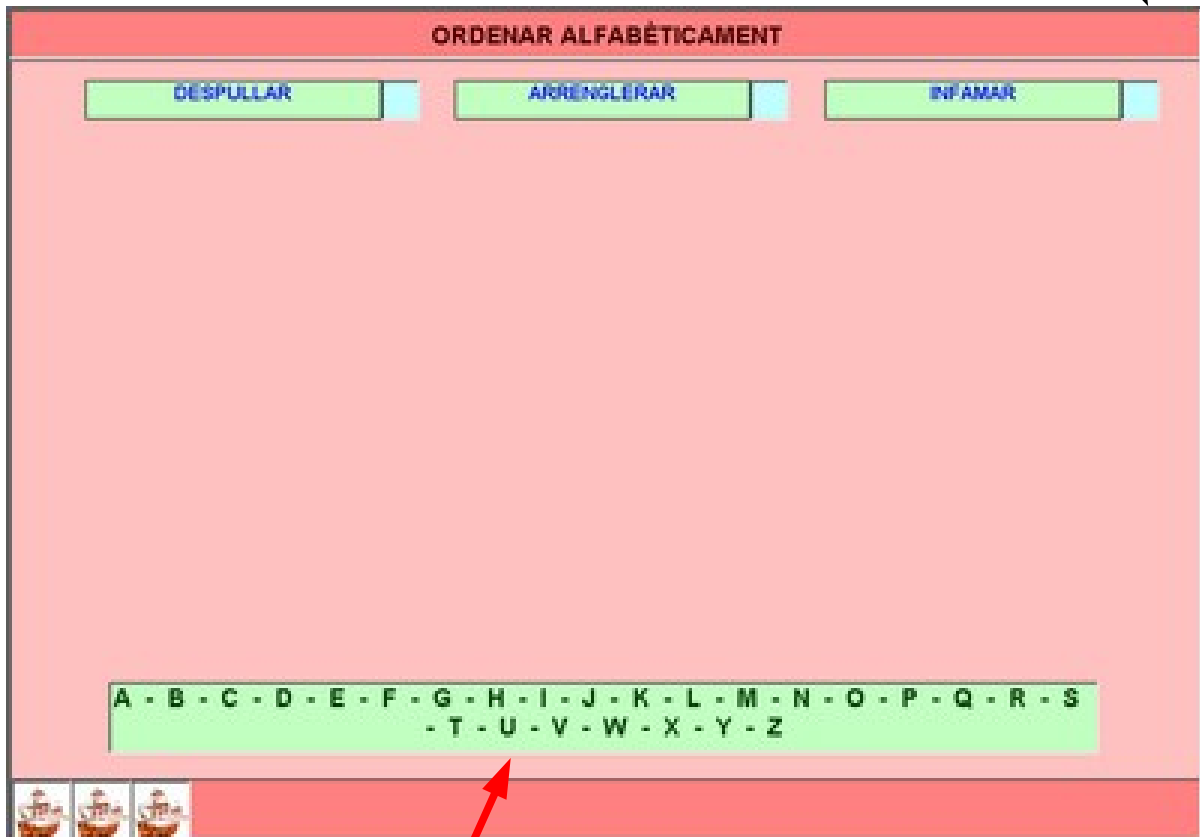 ORDENAR ALFABÈTICAMENT
DESPULLAR ARRENGLERAR INFAMAR
A - B - C - D - E - F - G - H - I - J - K - L - M - N - O - P - Q - R - S
- T - U - V - W - X - Y - Z